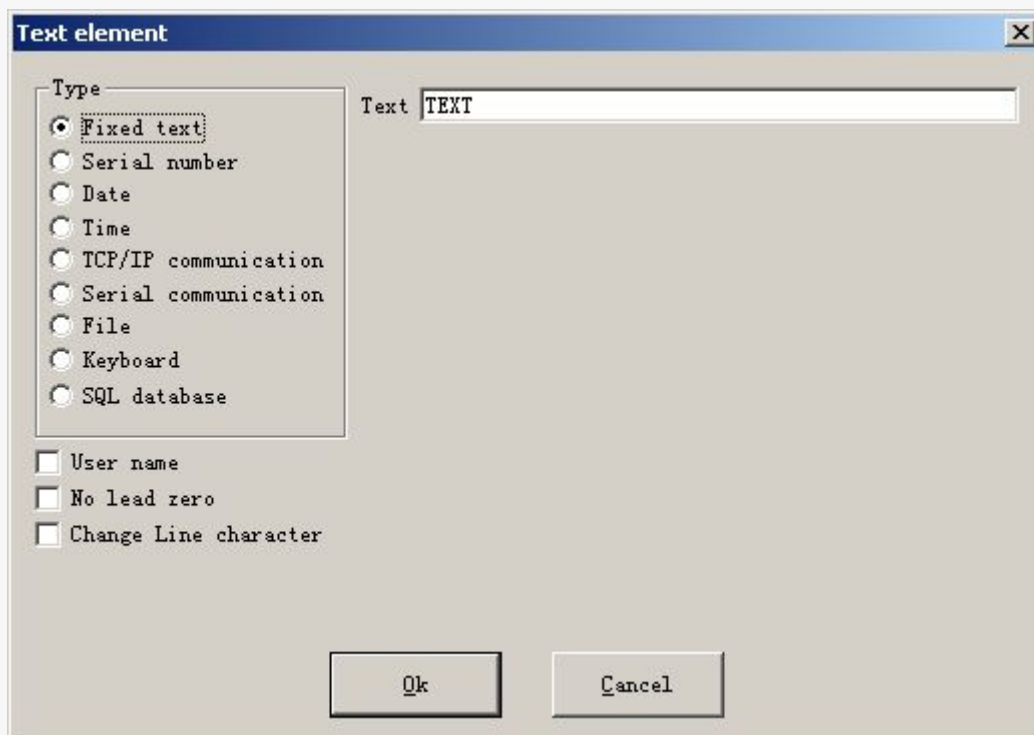 Text element
Type
Fixed text
Serial number
Date
Time
TCP/IP communication
Serial communication
File
Keyboard
SQL database
Text TEXT
User name
No lead zero
Change Line character
Ok Cancel